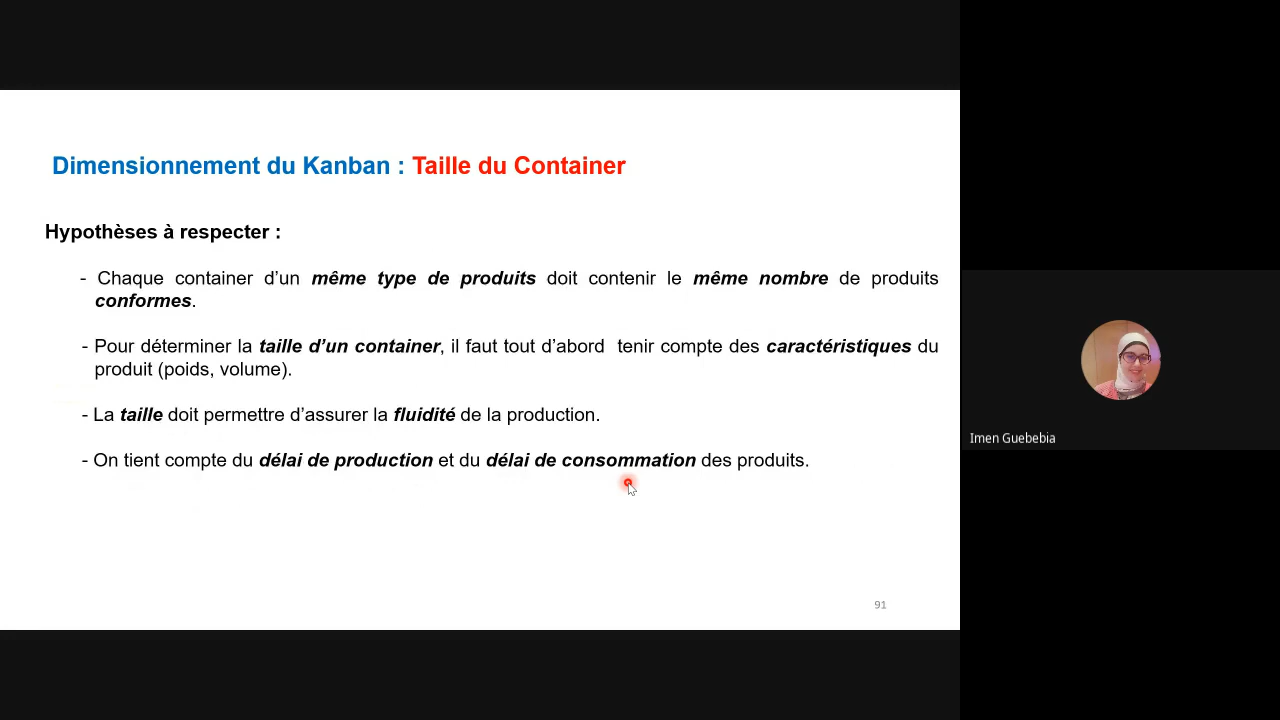 Dimensionnement du Kanban : Taille du Container
Hypothèses à respecter :
- Chaque container d’un même type de produits doit contenir le même nombre de produits
conformes.
- Pour déterminer la taille d’un container, il faut tout d’abord tenir compte des caractéristiques du
produit (poids, volume).
- La taille doit permettre d’assurer la fluidité de la production.
- On tient compte du délai de production et du délai de consommation des produits.
91
Imen Guebebia